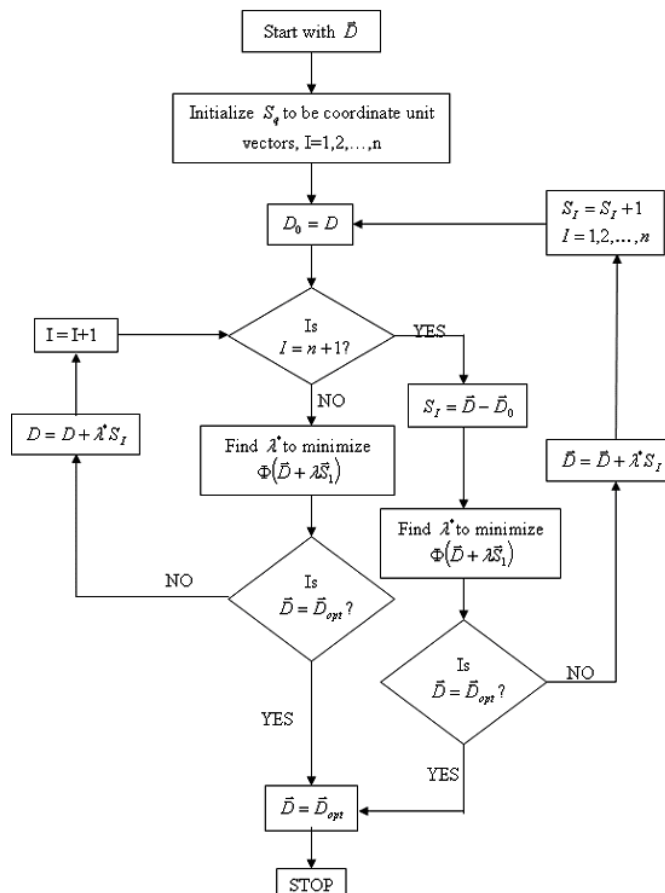 Start with D⃗
Initialize S_q to be coordinate unit
vectors, I=1,2,...,n
D₀ = D
S_I = S_I + 1
I = 1,2,...,n
I = I+1
Is
I = n+1?
YES
NO
S_I = D⃗ − D⃗₀
D = D + λ* S_I
Find λ* to minimize
Φ(D⃗ + λS⃗₁)
D⃗ = D⃗ + λ* S_I
Find λ* to minimize
Φ(D⃗ + λS⃗₁)
NO
Is
D⃗ = D⃗_opt ?
Is
D⃗ = D⃗_opt ?
NO
YES
YES
D⃗ = D⃗_opt
STOP